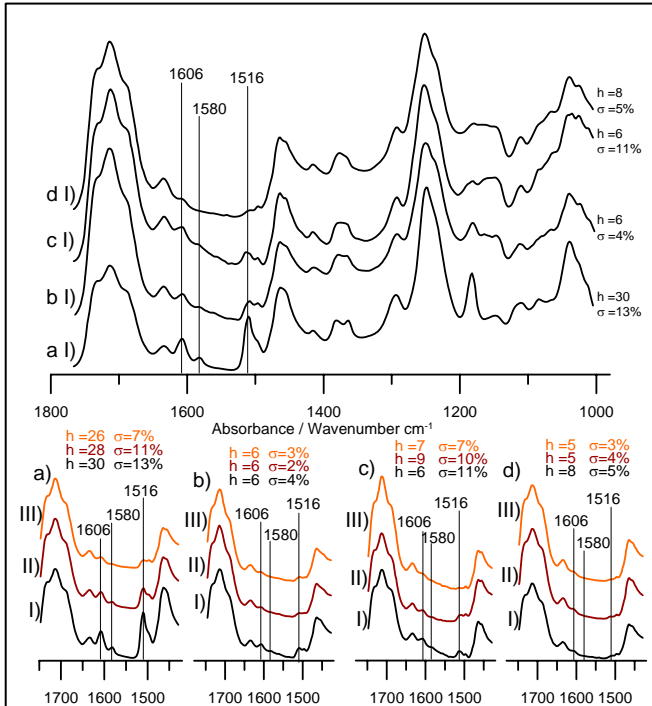 1606
1516
1580
h =8
σ =5%
h =6
σ =11%
d I)
c I)
h =6
σ =4%
b I)
h =30
σ =13%
a I)
1800 1600 1400 1200 1000
Absorbance / Wavenumber cm-1
h =26 σ=7%
h =28 σ=11%
h =30 σ=13%
h =6 σ=3%
h =6 σ=2%
h =6 σ=4%
h =7 σ=7%
h =9 σ=10%
h =6 σ=11%
h =5 σ=3%
h =5 σ=4%
h =8 σ=5%
a)
1516
1580
1606
III)
II)
I)
b)
1516
1606
1580
III)
II)
I)
c)
1516
1606
1580
III)
II)
I)
d)
1516
1606
1580
III)
II)
I)
1700 1600 1500
1700 1600 1500
1700 1600 1500
1700 1600 1500